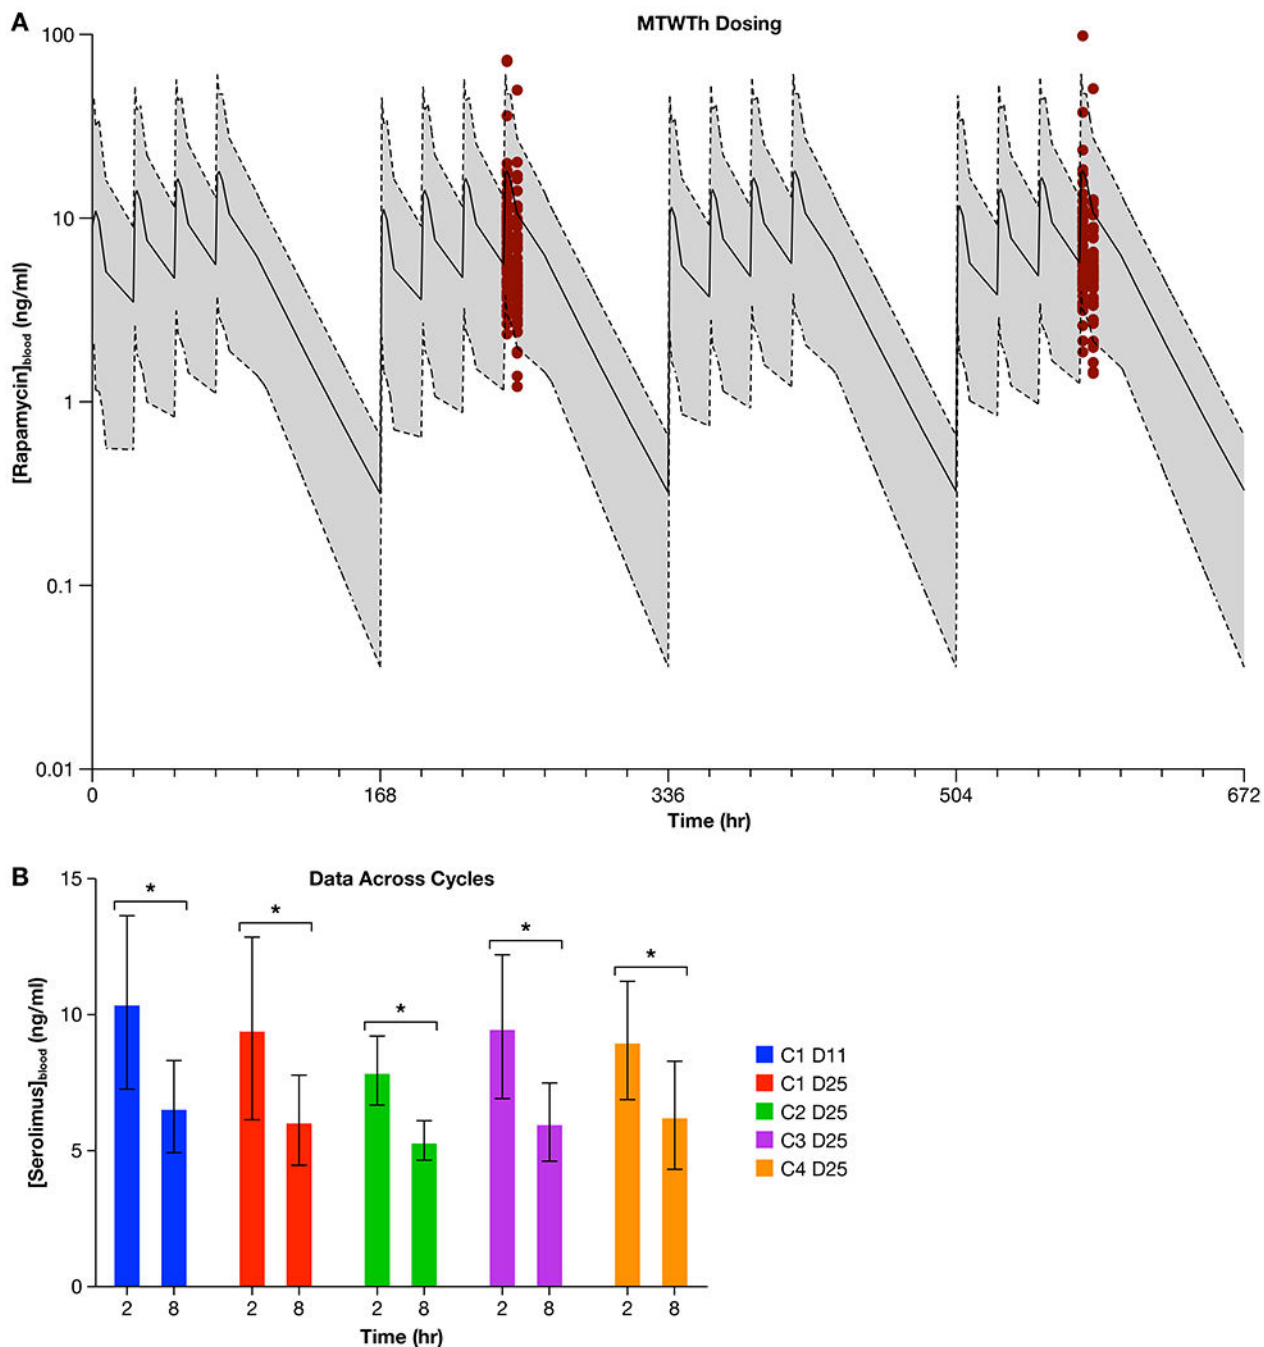 A
MTWTh Dosing
100
10
1
0.1
0.01
[Rapamycin]blood (ng/ml)
0 168 336 504 672
Time (hr)
B
Data Across Cycles
15
10
5
0
[Serolimus]blood (ng/ml)
* * * * *
2 8 2 8 2 8 2 8 2 8
Time (hr)
C1 D11
C1 D25
C2 D25
C3 D25
C4 D25